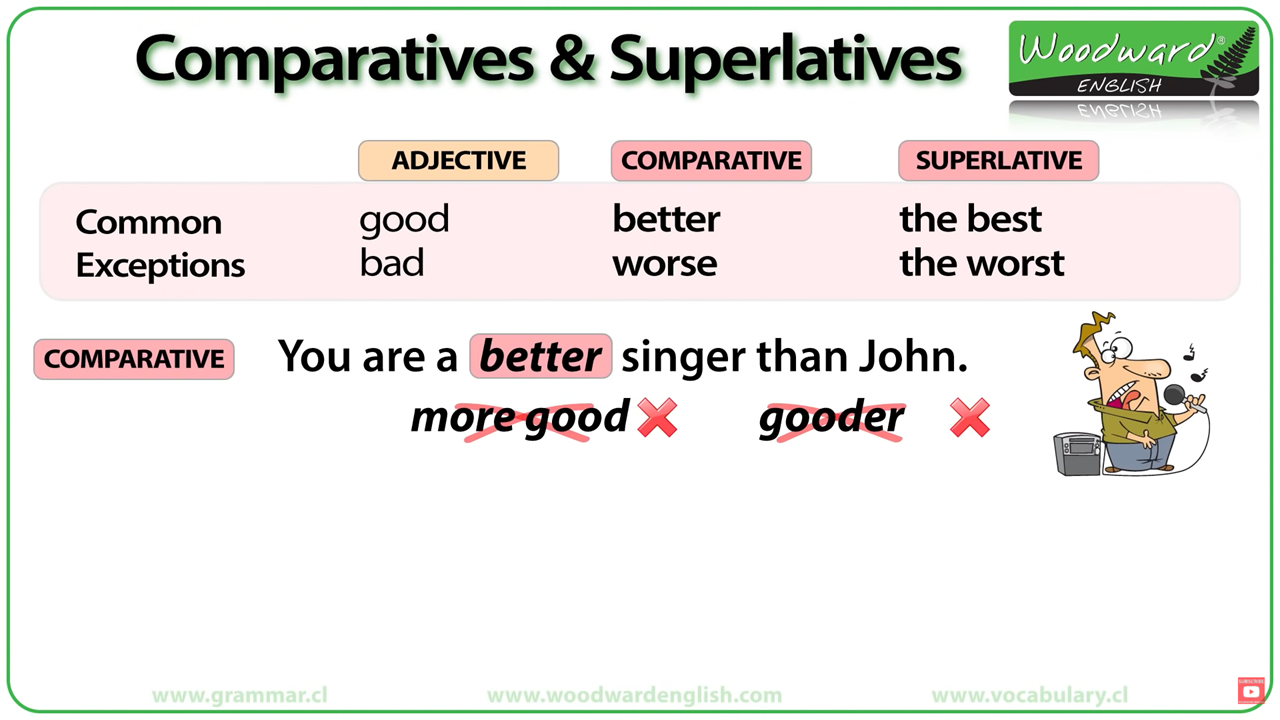 Comparatives & Superlatives
Woodward®
ENGLISH
ADJECTIVE COMPARATIVE SUPERLATIVE
Common good better the best
Exceptions bad worse the worst
COMPARATIVE You are a better singer than John.
more good gooder
www.grammar.cl www.woodwardenglish.com www.vocabulary.cl
SUBSCRIBE